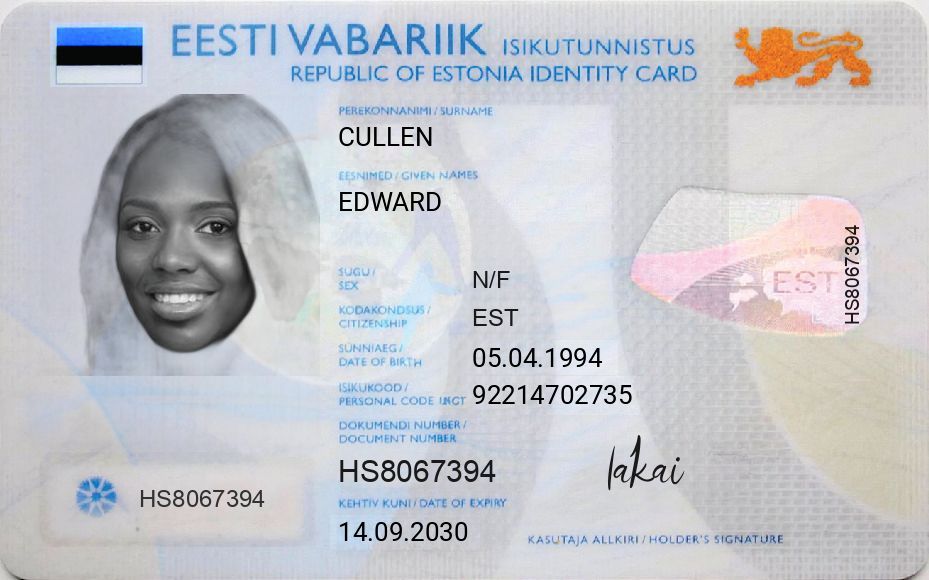 EESTI VABARIIK ISIKUTUNNISTUS
REPUBLIC OF ESTONIA IDENTITY CARD
PEREKONNANIMI / SURNAME
CULLEN
EESNIMED / GIVEN NAMES
EDWARD
SUGU /
SEX
N/F
KODAKONDSUS /
CITIZENSHIP
EST
SÜNNIAEG /
DATE OF BIRTH
05.04.1994
ISIKUKOOD /
PERSONAL CODE
92214702735
DOKUMENDI NUMBER /
DOCUMENT NUMBER
HS8067394
KEHTIV KUNI / DATE OF EXPIRY
14.09.2030
HS8067394
EST
HS8067394
lakai
KASUTAJA ALLKIRI / HOLDER'S SIGNATURE